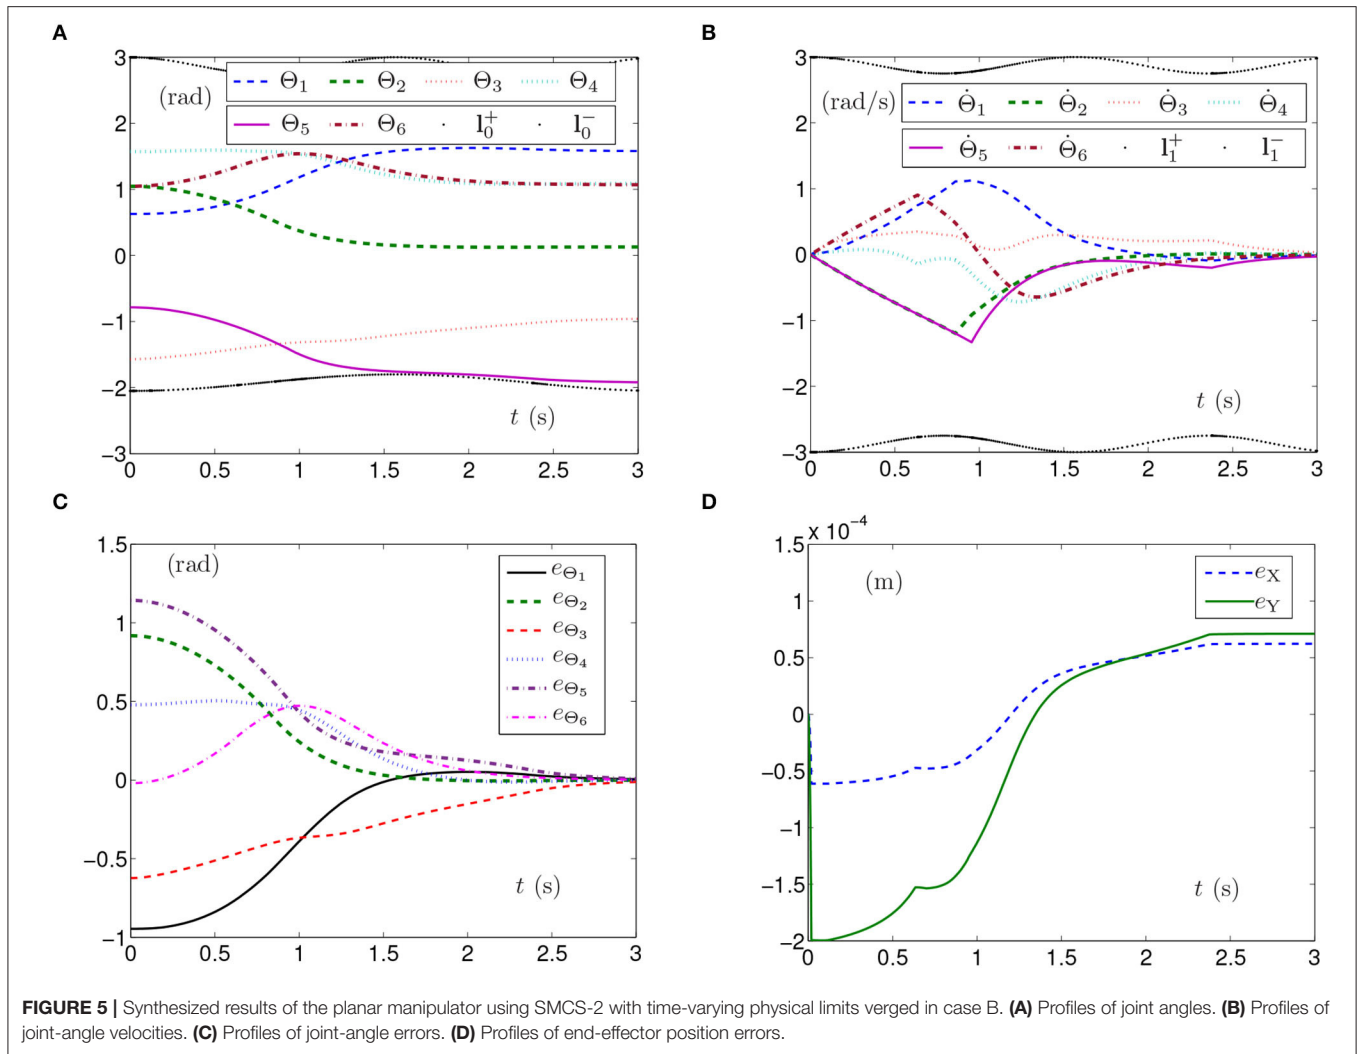 A
3
2
1
0
−1
−2
−3
(rad)
Θ1 Θ2 Θ3 Θ4
Θ5 Θ6 · l0+ · l0−
t (s)
0 0.5 1 1.5 2 2.5 3
B
3
2
1
0
−1
−2
−3
(rad/s)
Θ̇1 Θ̇2 Θ̇3 Θ̇4
Θ̇5 Θ̇6 · l1+ · l1−
t (s)
0 0.5 1 1.5 2 2.5 3
C
1.5
1
0.5
0
−0.5
−1
(rad)
eΘ1
eΘ2
eΘ3
eΘ4
eΘ5
eΘ6
t (s)
0 0.5 1 1.5 2 2.5 3
D
x 10−4
1.5
1
0.5
0
−0.5
−1
−1.5
−2
(m)
eX
eY
t (s)
0 0.5 1 1.5 2 2.5 3
FIGURE 5 | Synthesized results of the planar manipulator using SMCS-2 with time-varying physical limits verged in case B. (A) Profiles of joint angles. (B) Profiles of
joint-angle velocities. (C) Profiles of joint-angle errors. (D) Profiles of end-effector position errors.